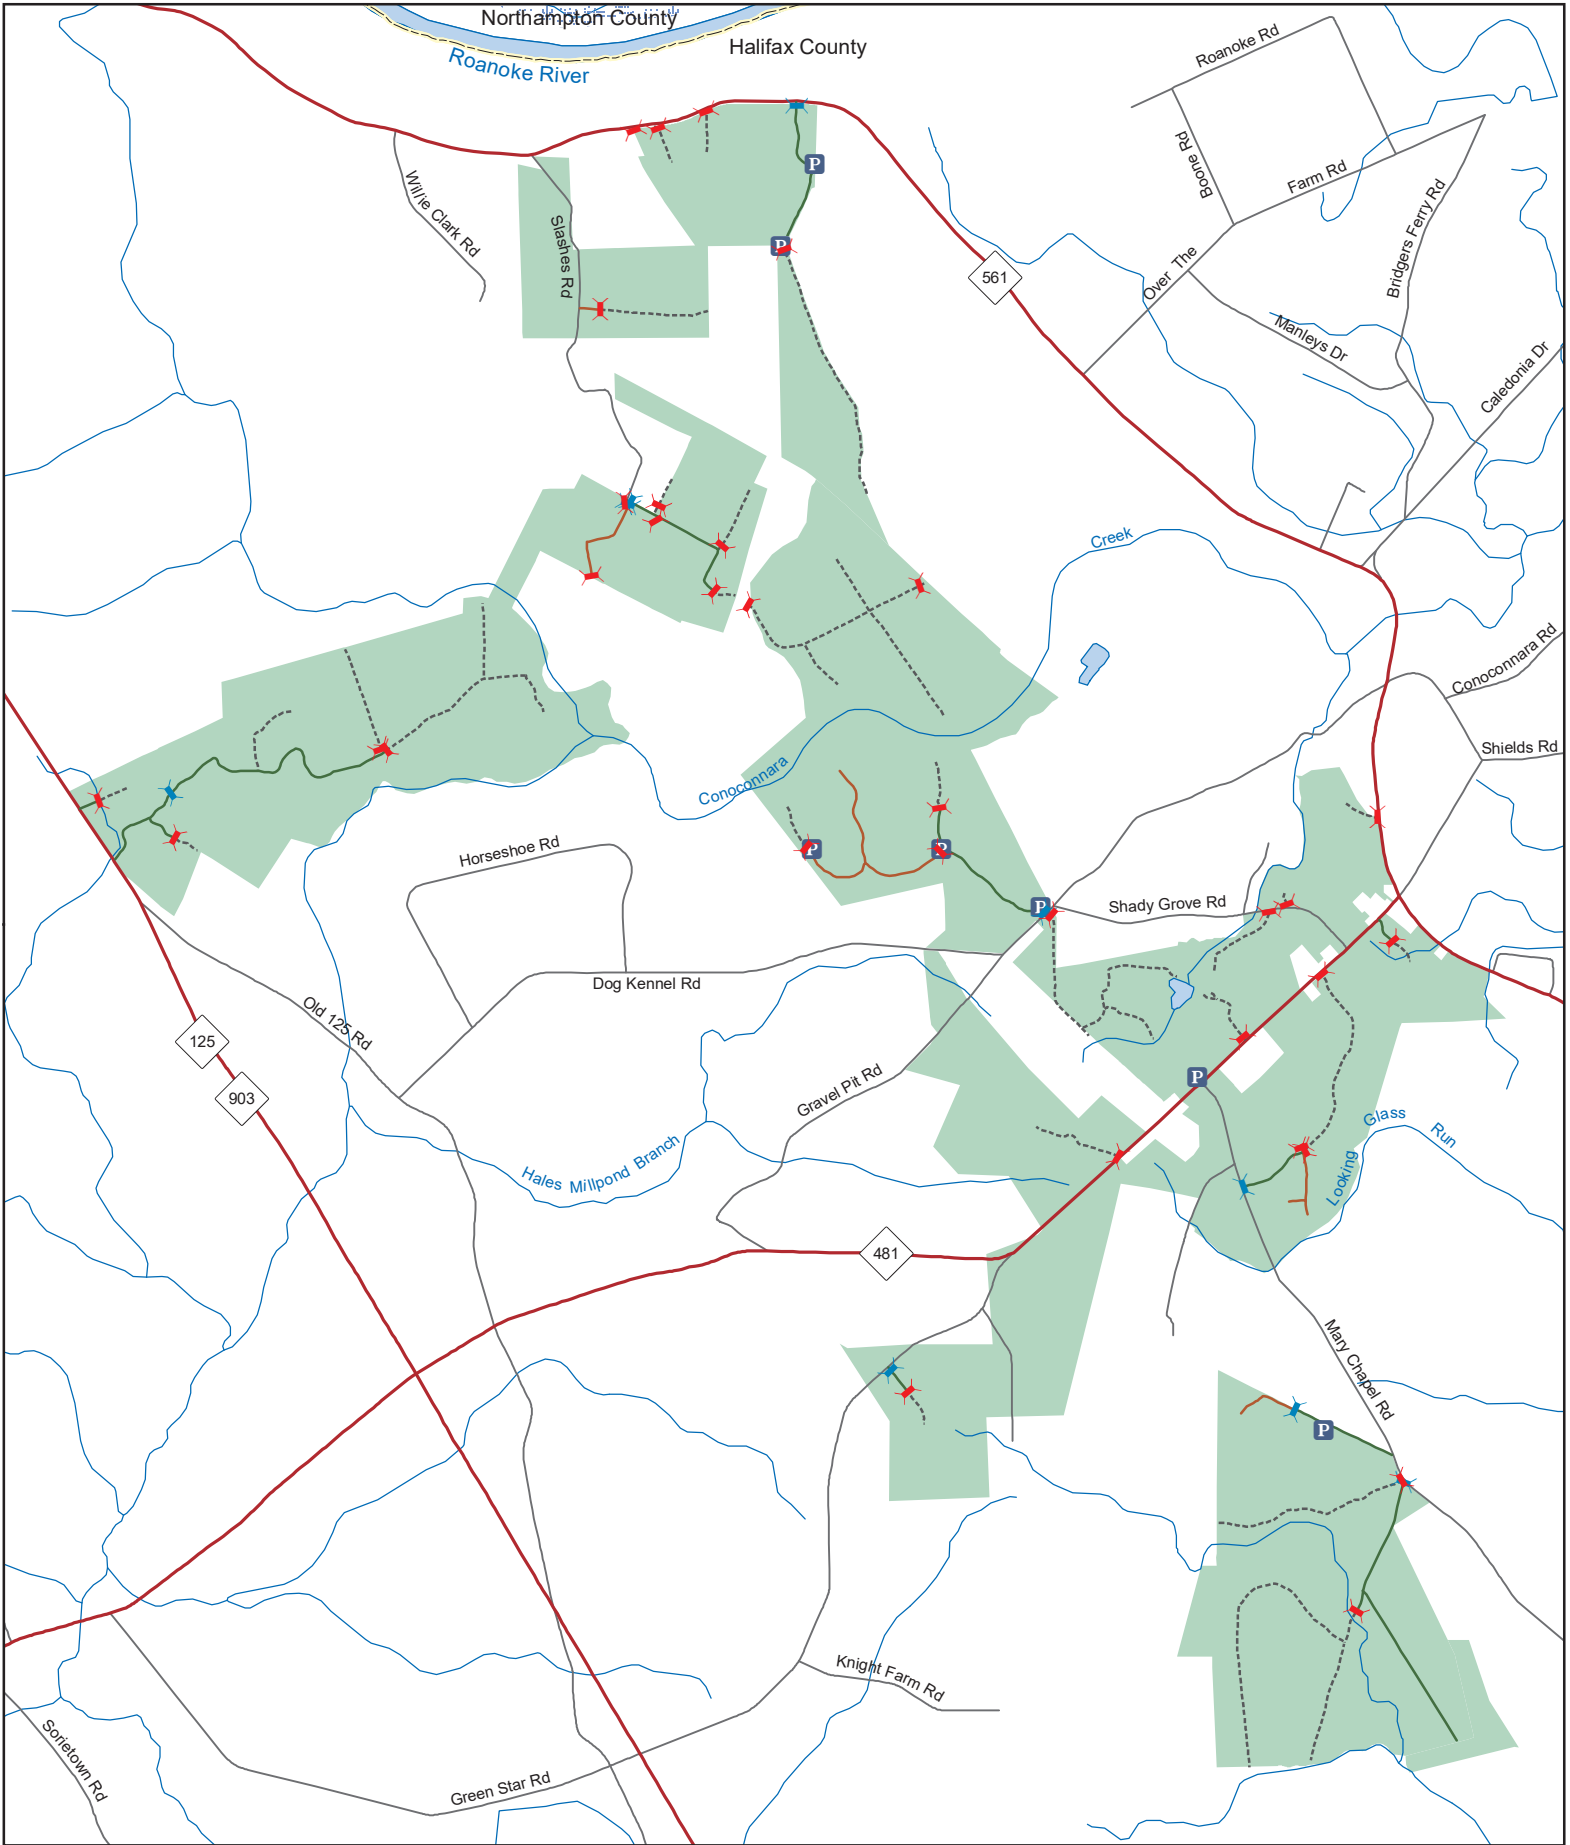 Northampton County
Halifax County
Roanoke River
Roanoke Rd
Boone Rd
Farm Rd
Bridgers Ferry Rd
Over The
Manleys Dr
Caledonia Dr
Willie Clark Rd
Slashes Rd
P
P
561
Creek
Conoconnara Rd
Shields Rd
Conoconnara
P
P
P
Horsehoe Rd
Shady Grove Rd
Dog Kennel Rd
Old 125 Rd
125
903
Gravel Pit Rd
P
Hales Millpond Branch
Looking
Glass
Run
481
Mary Chapel Rd
P
Knight Farm Rd
Green Star Rd
Sorietown Rd